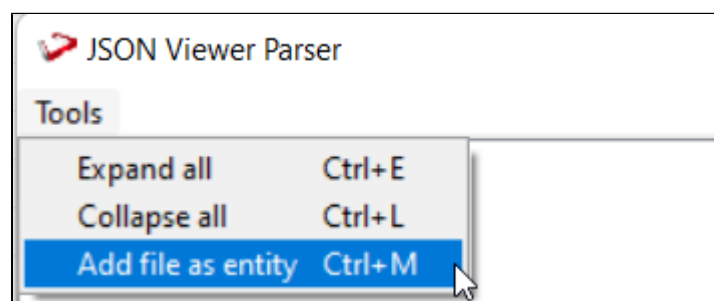 JSON Viewer Parser
Tools
Expand all Ctrl+E
Collapse all Ctrl+L
Add file as entity Ctrl+M